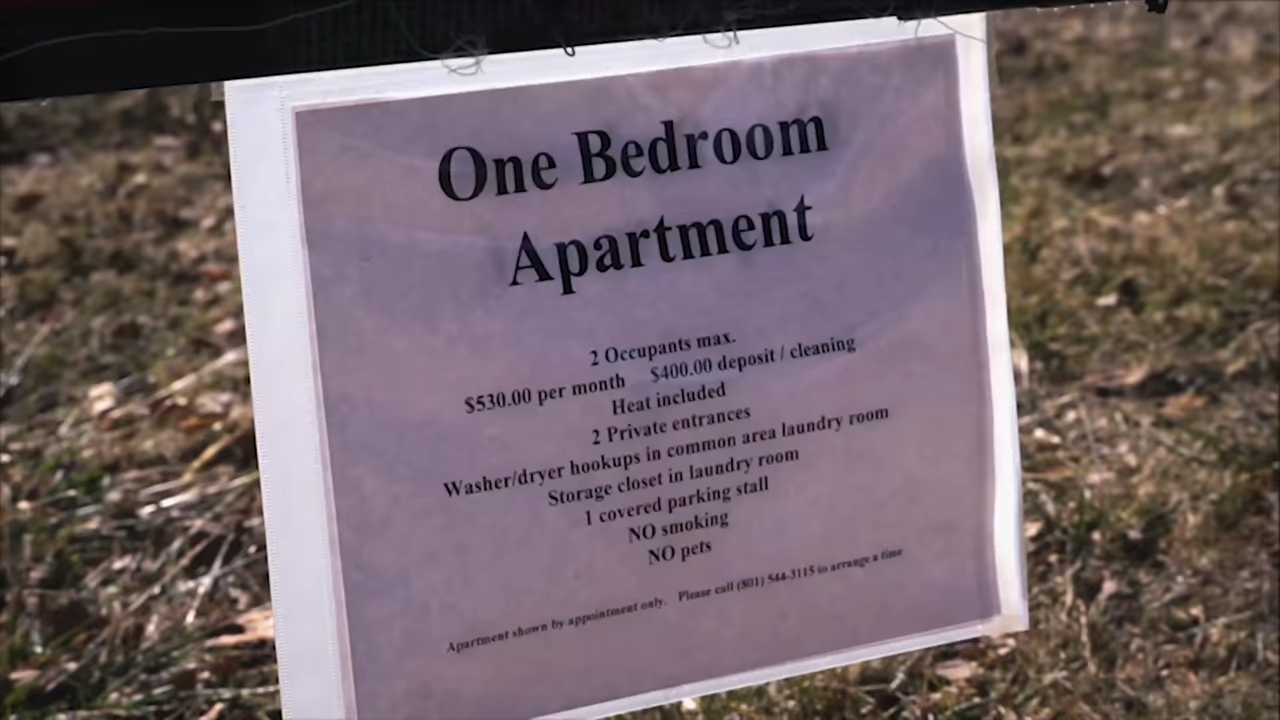 One Bedroom
Apartment
2 Occupants max.
$530.00 per month $400.00 deposit / cleaning
Heat included
2 Private entrances
Washer/dryer hookups in common area laundry room
Storage closet in laundry room
1 covered parking stall
NO smoking
NO pets
Apartment shown by appointment only. Please call (801) 544-3115 to arrange a time